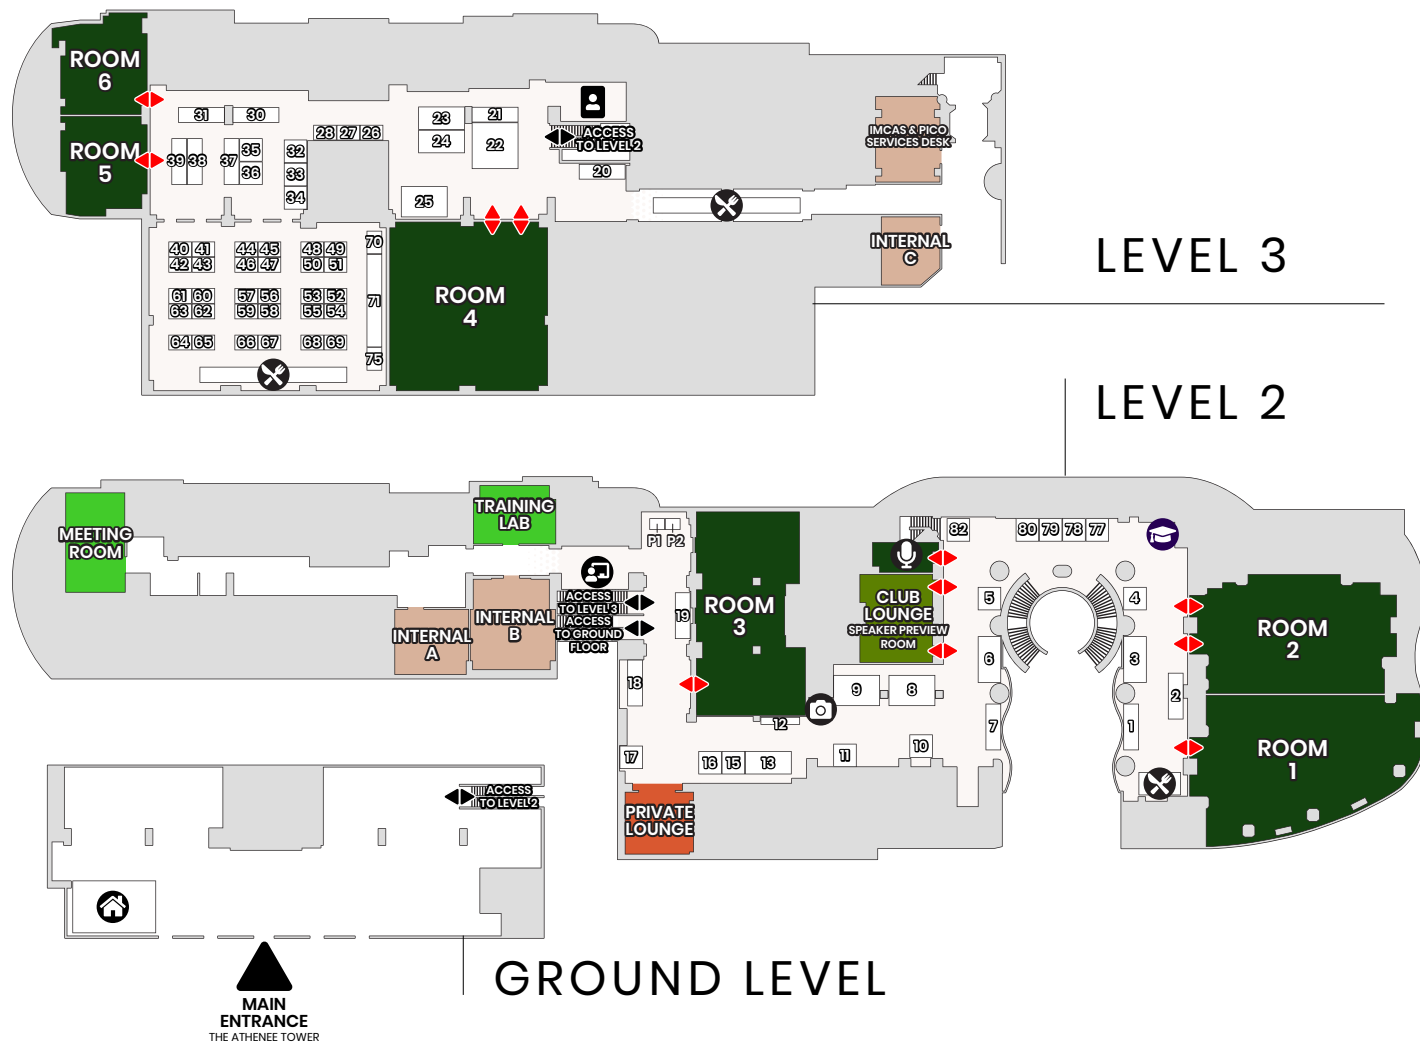 ROOM
6
ROOM
5
31
30
39
38
37
35
36
32
33
34
28
27
26
23
24
21
22
25
20
ACCESS
TO LEVEL 2
IMCAS & PICO
SERVICES DESK
INTERNAL
C
40
41
42
43
44
45
46
47
48
49
50
51
61
60
63
62
57
56
59
58
53
52
55
54
64
65
66
67
68
69
70
71
75
ROOM
4
LEVEL 3
LEVEL 2
MEETING
ROOM
TRAINING
LAB
INTERNAL
A
INTERNAL
B
ACCESS
TO LEVEL 3
ACCESS
TO GROUND
FLOOR
P1
P2
19
18
17
ROOM
3
12
16
15
13
11
10
9
8
PRIVATE
LOUNGE
CLUB
LOUNGE
SPEAKER PREVIEW
ROOM
82
80
79
78
77
5
6
7
4
3
2
1
ROOM
2
ROOM
1
ACCESS
TO LEVEL 2
GROUND LEVEL
MAIN
ENTRANCE
THE ATHENEE TOWER